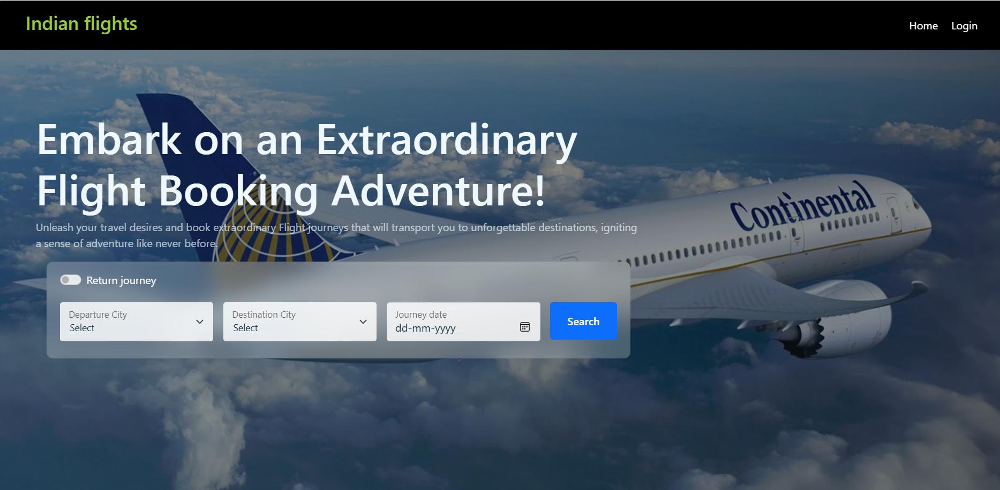 Indian flights
Home Login
Embark on an Extraordinary
Flight Booking Adventure!
Continental
Unleash your travel desires and book extraordinary Flight journeys that will transport you to unforgettable destinations, igniting
a sense of adventure like never before.
Return journey
Departure City
Select
Destination City
Select
Journey date
dd-mm-yyyy
Search